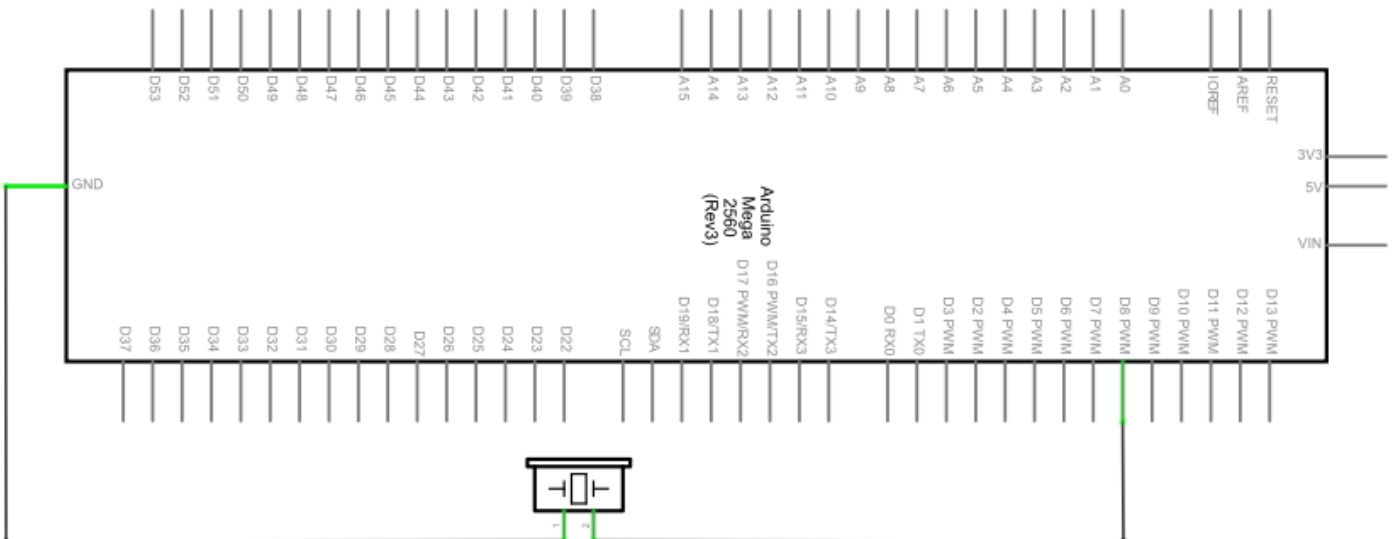 D53
D52
D51
D50
D49
D48
D47
D46
D45
D44
D43
D42
D41
D40
D39
D38
A15
A14
A13
A12
A11
A10
A9
A8
A7
A6
A5
A4
A3
A2
A1
A0
IOREF
AREF
RESET
GND
3V3
5V
VIN
Arduino
Mega
2560
(Rev3)
D37
D36
D35
D34
D33
D32
D31
D30
D29
D28
D27
D26
D25
D24
D23
D22
SCL
SDA
D19/RX1
D18/TX1
D17 PWM/RX2
D16 PWM/TX2
D15/RX3
D14/TX3
D0 RX0
D1 TX0
D3 PWM
D2 PWM
D4 PWM
D5 PWM
D6 PWM
D7 PWM
D8 PWM
D9 PWM
D10 PWM
D11 PWM
D12 PWM
D13 PWM
1
2